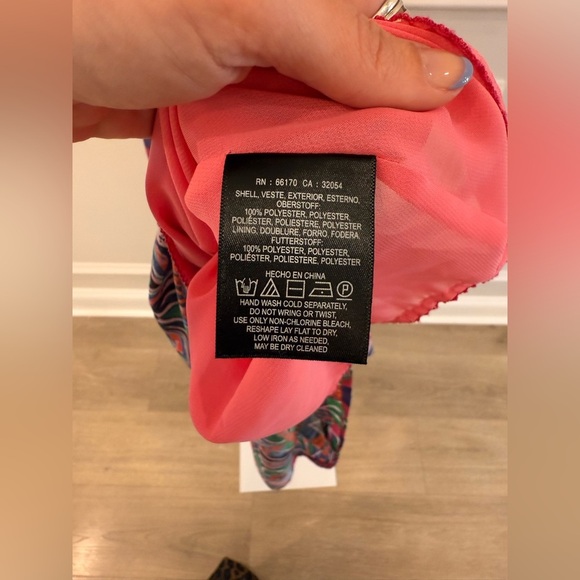 RN : 66170 CA : 32054
SHELL, VESTE, EXTERIOR, ESTERNO,
OBERSTOFF:
100% POLYESTER, POLYESTER,
POLIÉSTER, POLIESTERE, POLYESTER
LINING, DOUBLURE, FORRO, FODERA,
FUTTERSTOFF:
100% POLYESTER, POLYESTER,
POLIÉSTER, POLIESTERE, POLYESTER
HECHO EN CHINA
P
HAND WASH COLD SEPARATELY,
DO NOT WRING OR TWIST,
USE ONLY NON-CHLORINE BLEACH,
RESHAPE LAY FLAT TO DRY,
LOW IRON AS NEEDED,
MAY BE DRY CLEANED